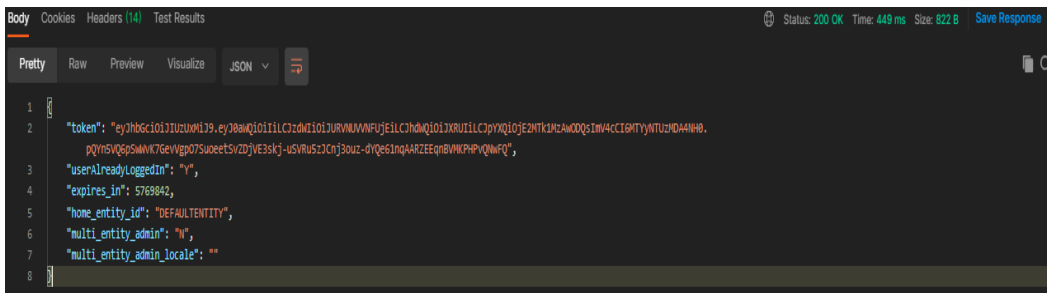 Body Cookies Headers (14) Test Results Status: 200 OK Time: 449 ms Size: 822 B Save Response
Pretty Raw Preview Visualize JSON
1 {
2 "token": "eyJhbGciOiJIUzUxMiJ9.eyJ0aWQiOiIiLCJzdWIiOiJURVNUVVNFUjEiLCJhdWQiOiJXRUIiLCJpYXQiOjE2MTk1MzAwODQsImV4cCI6MTYyNTUzMDA4NH0.
pQYn5VQ6pSwWvK7GevVgpO7SuoeetSvZDjVE3skj-uSVRu5zJCnj3ouz-dYQe61nqAARZEEqnBVMKPHPvQNwFQ",
3 "userAlreadyLoggedIn": "Y",
4 "expires_in": 5769842,
5 "home_entity_id": "DEFAULTENTITY",
6 "multi_entity_admin": "N",
7 "multi_entity_admin_locale": ""
8 }